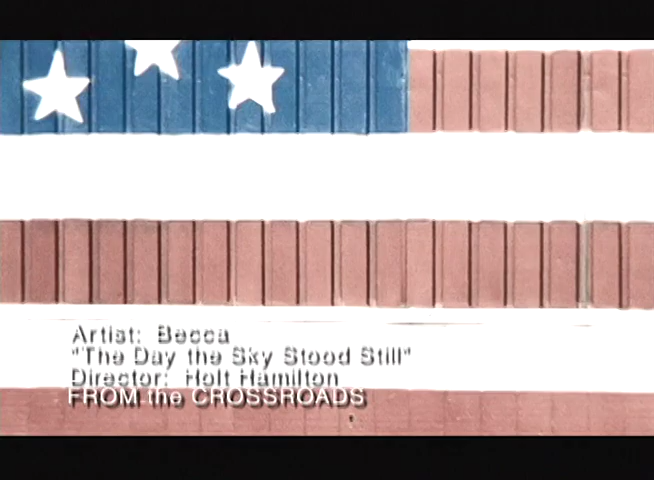 Artist: Becca
"The Day the Sky Stood Still"
Director: Holt Hamilton
FROM the CROSSROADS